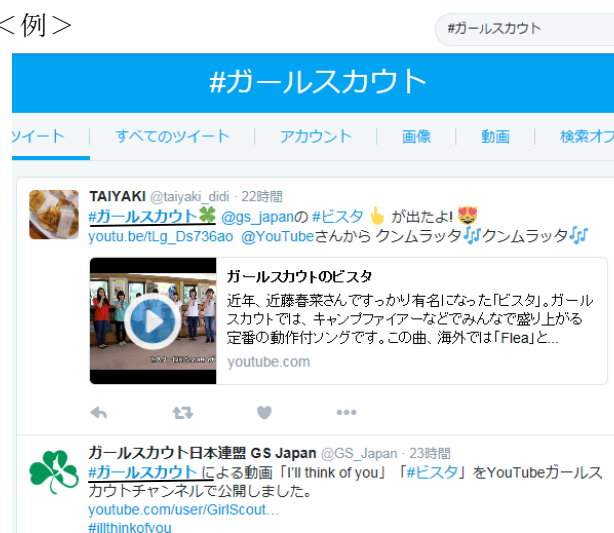 <例>
#ガールスカウト
#ガールスカウト
ツイート すべてのツイート アカウント 画像 動画 検索オプ
TAIYAKI @taiyaki_didi · 22時間
#ガールスカウト🍀 @gs_japanの #ビスタ 👆 が出たよ! 😻
youtu.be/tLg_Ds736ao @YouTubeさんから クンムラッタ🎶クンムラッタ🎶
ガールスカウトのビスタ
近年、近藤春菜さんですっかり有名になった「ビスタ」。ガール
スカウトでは、キャンプファイアーなどでみんなで盛り上がる
定番の動作付ソングです。この曲、海外では「Flea」と...
youtube.com
ガールスカウト日本連盟 GS Japan @GS_Japan · 23時間
#ガールスカウト による動画「I'll think of you」「#ビスタ」をYouTubeガールス
カウトチャンネルで公開しました。
youtube.com/user/GirlScout...
#illthinkofyou